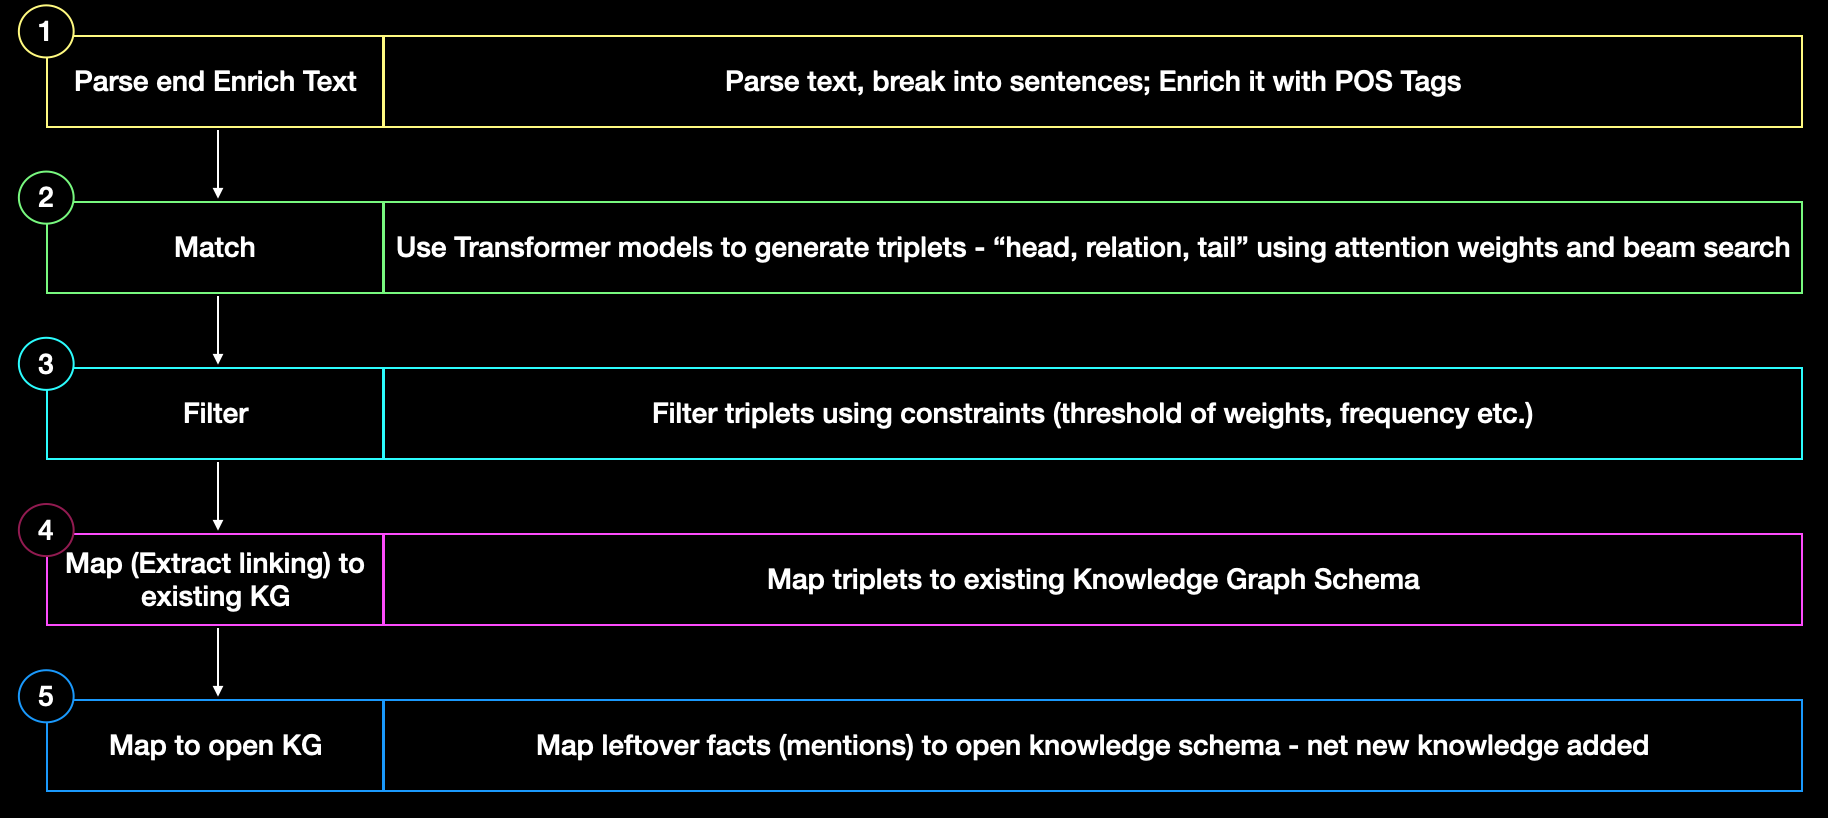 1
Parse end Enrich Text
Parse text, break into sentences; Enrich it with POS Tags
2
Match
Use Transformer models to generate triplets - “head, relation, tail” using attention weights and beam search
3
Filter
Filter triplets using constraints (threshold of weights, frequency etc.)
4
Map (Extract linking) to
existing KG
Map triplets to existing Knowledge Graph Schema
5
Map to open KG
Map leftover facts (mentions) to open knowledge schema - net new knowledge added